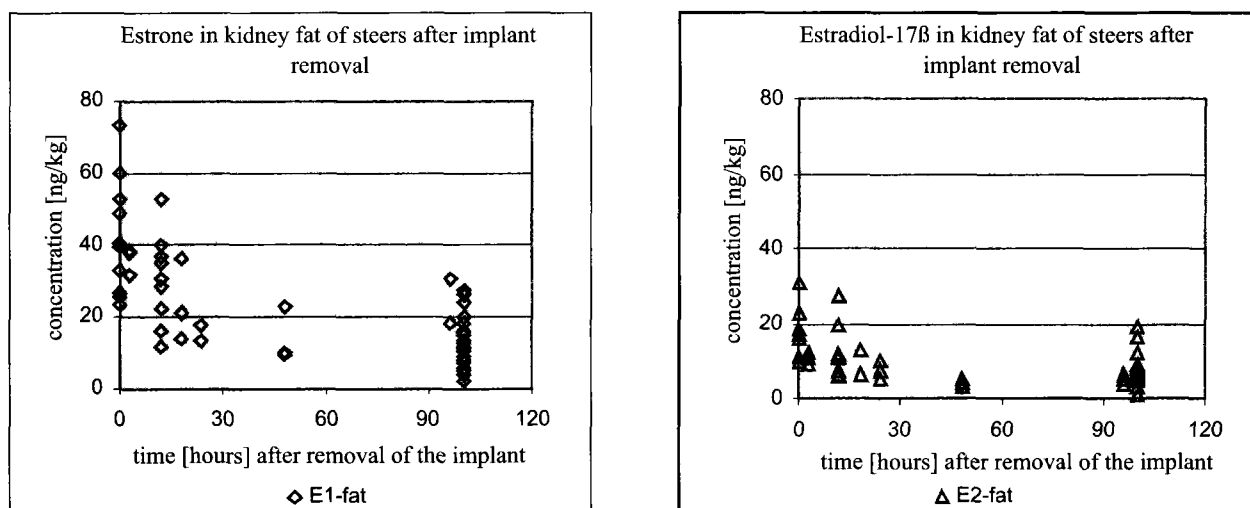 Estrone in kidney fat of steers after implant
removal
80
60
40
20
0
concentration [ng/kg]
0 30 60 90 120
time [hours] after removal of the implant
E1-fat
Estradiol-17ß in kidney fat of steers after
implant removal
80
60
40
20
0
concentration [ng/kg]
0 30 60 90 120
time [hours] after removal of the implant
E2-fat